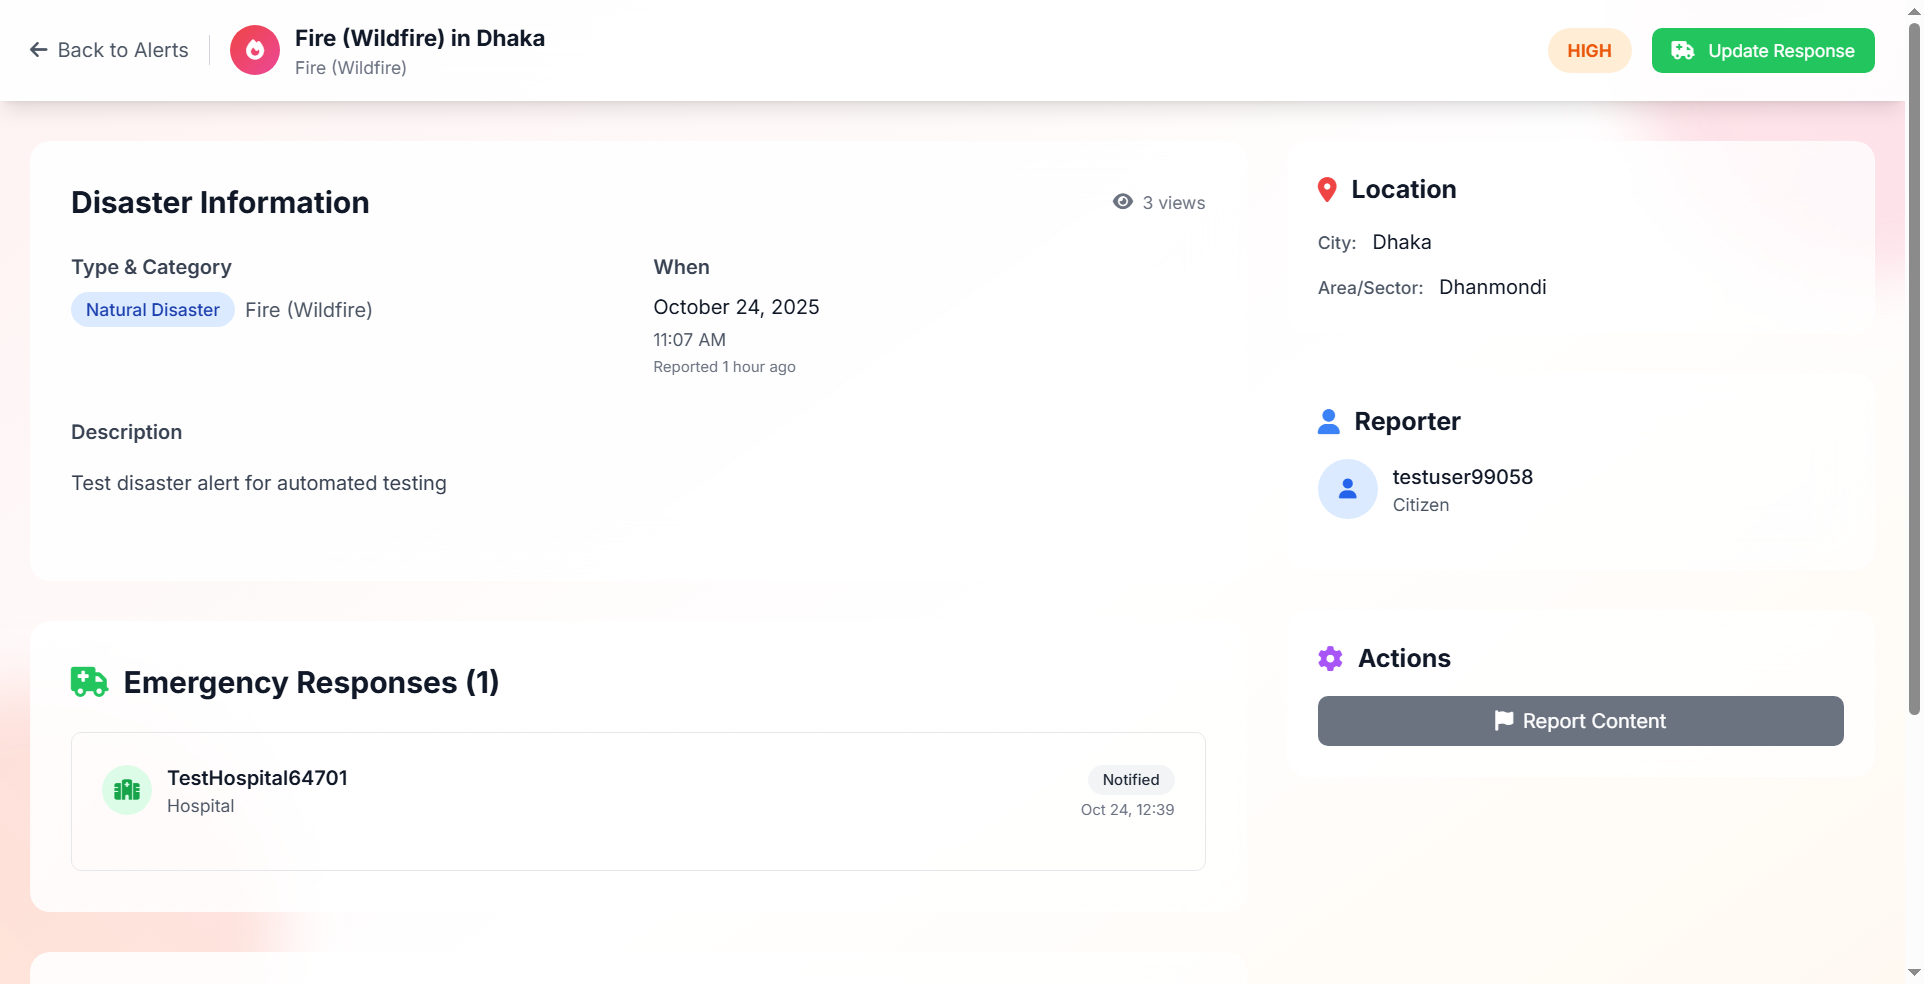 Back to Alerts
Fire (Wildfire) in Dhaka
Fire (Wildfire)
HIGH
Update Response
Disaster Information
3 views
Type & Category
Natural Disaster Fire (Wildfire)
When
October 24, 2025
11:07 AM
Reported 1 hour ago
Description
Test disaster alert for automated testing
Emergency Responses (1)
TestHospital64701
Hospital
Notified
Oct 24, 12:39
Location
City: Dhaka
Area/Sector: Dhanmondi
Reporter
testuser99058
Citizen
Actions
Report Content